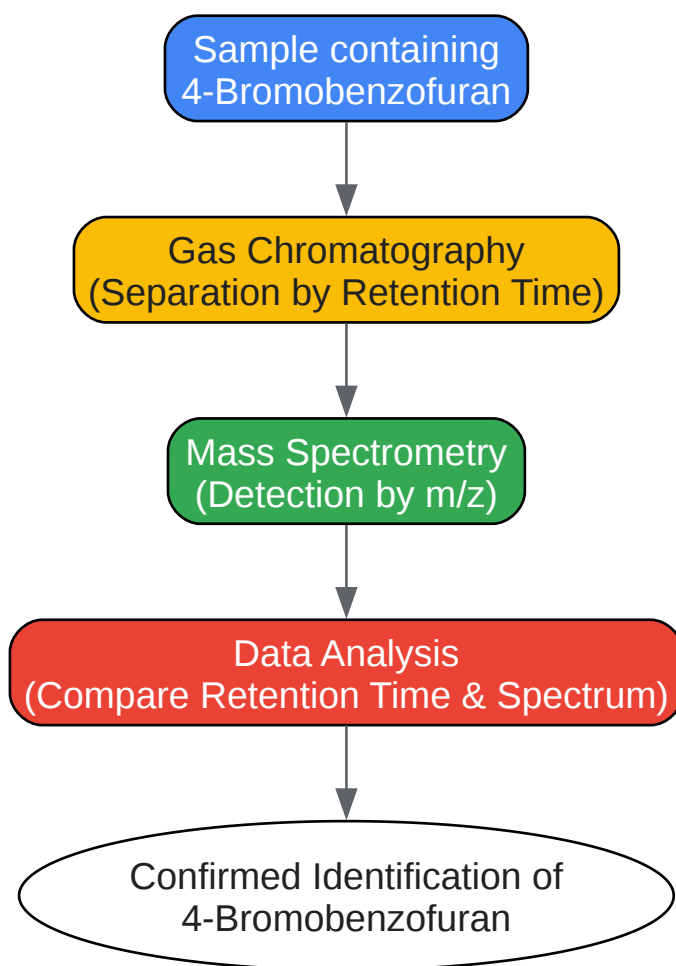 Sample containing
4-Bromobenzofuran
Gas Chromatography
(Separation by Retention Time)
Mass Spectrometry
(Detection by m/z)
Data Analysis
(Compare Retention Time & Spectrum)
Confirmed Identification of
4-Bromobenzofuran